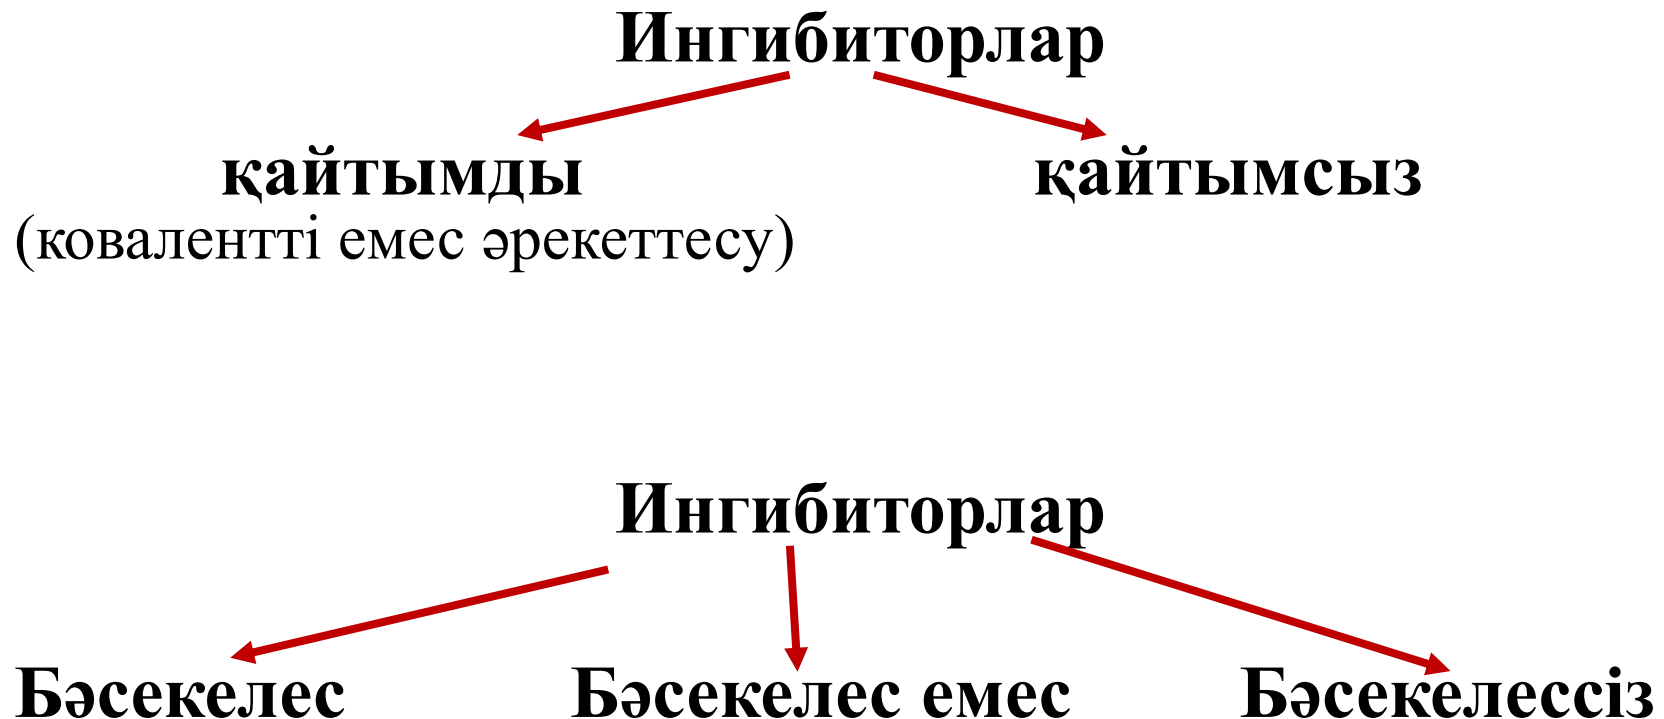 Ингибиторлар
қайтымды қайтымсыз
(ковалентті емес әрекеттесу)
Ингибиторлар
Бәсекелес Бәсекелес емес Бәсекелессіз